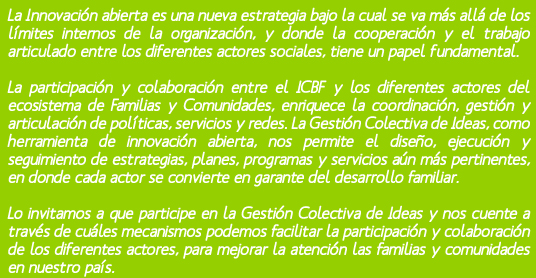 La Innovación abierta es una nueva estrategia bajo la cual se va más allá de los
límites internos de la organización, y donde la cooperación y el trabajo
articulado entre los diferentes actores sociales, tiene un papel fundamental.
La participación y colaboración entre el ICBF y los diferentes actores del
ecosistema de Familias y Comunidades, enriquece la coordinación, gestión y
articulación de políticas, servicios y redes. La Gestión Colectiva de Ideas, como
herramienta de innovación abierta, nos permite el diseño, ejecución y
seguimiento de estrategias, planes, programas y servicios aún más pertinentes,
en donde cada actor se convierte en garante del desarrollo familiar.
Lo invitamos a que participe en la Gestión Colectiva de Ideas y nos cuente a
través de cuáles mecanismos podemos facilitar la participación y colaboración
de los diferentes actores, para mejorar la atención las familias y comunidades
en nuestro país.